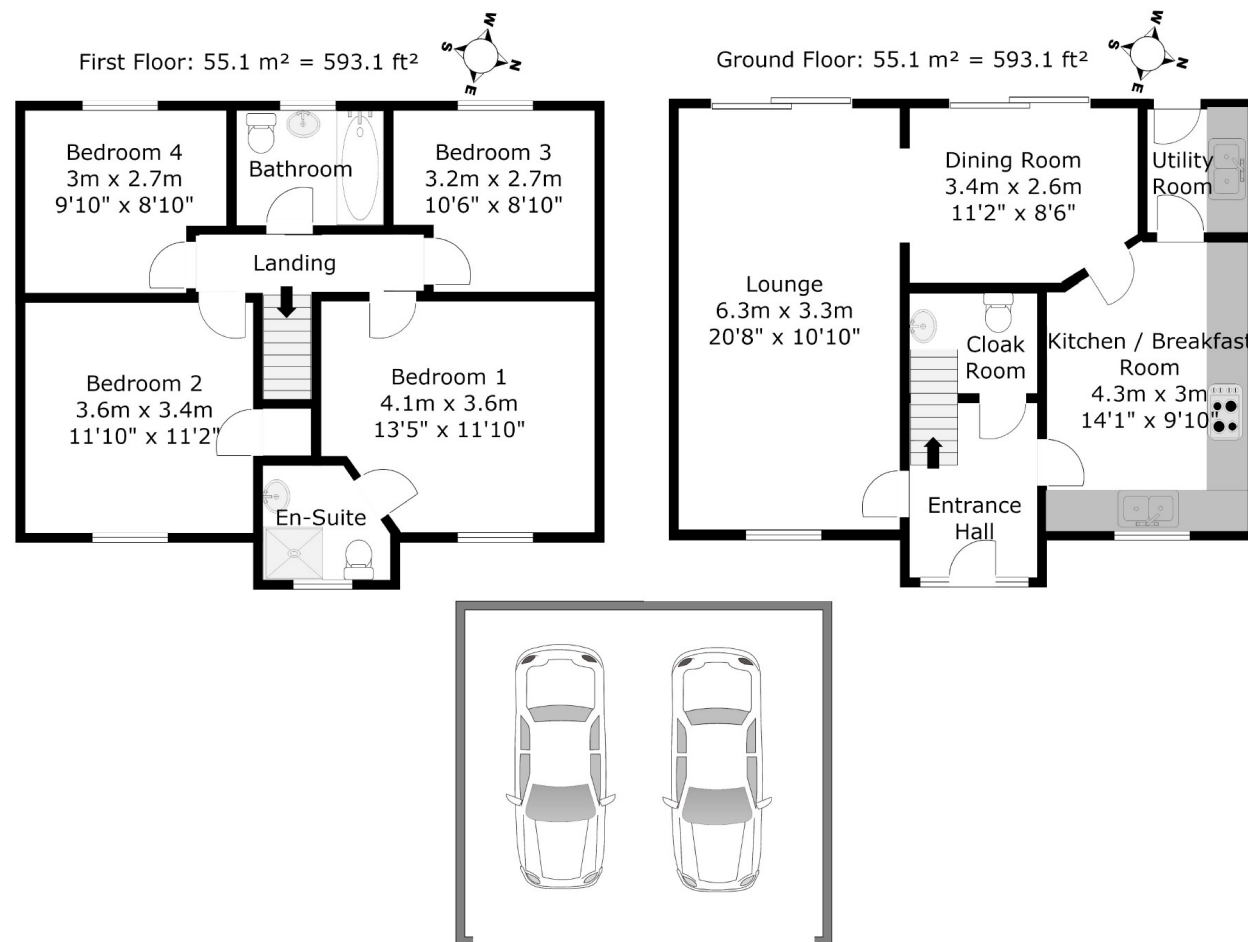 First Floor: 55.1 m² = 593.1 ft²
W
S
N
E
Bedroom 4
3m x 2.7m
9'10" x 8'10"
Bathroom
Bedroom 3
3.2m x 2.7m
10'6" x 8'10"
Landing
Bedroom 2
3.6m x 3.4m
11'10" x 11'2"
Bedroom 1
4.1m x 3.6m
13'5" x 11'10"
En-Suite
Ground Floor: 55.1 m² = 593.1 ft²
W
S
N
E
Dining Room
3.4m x 2.6m
11'2" x 8'6"
Utility
Room
Lounge
6.3m x 3.3m
20'8" x 10'10"
Cloak
Room
Kitchen / Breakfast
Room
4.3m x 3m
14'1" x 9'10"
Entrance
Hall